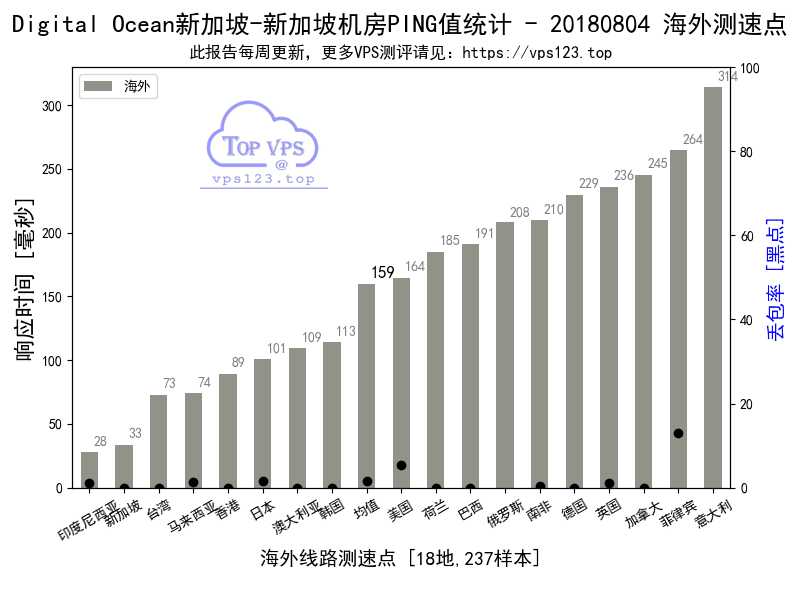 Digital Ocean新加坡-新加坡机房PING值统计 - 20180804 海外测速点
此报告每周更新，更多VPS测评请见：https://vps123.top
海外
TOP VPS
@
vps123.top
响应时间 [毫秒]
300
250
200
150
100
50
0
28
33
73
74
89
101
109
113
159
164
185
191
208
210
229
236
245
264
314
100
80
60
40
20
0
丢包率 [黑点]
印度尼西亚
新加坡
台湾
马来西亚
香港
日本
澳大利亚
韩国
均值
美国
荷兰
巴西
俄罗斯
南非
德国
英国
加拿大
菲律宾
意大利
海外线路测速点 [18地,237样本]